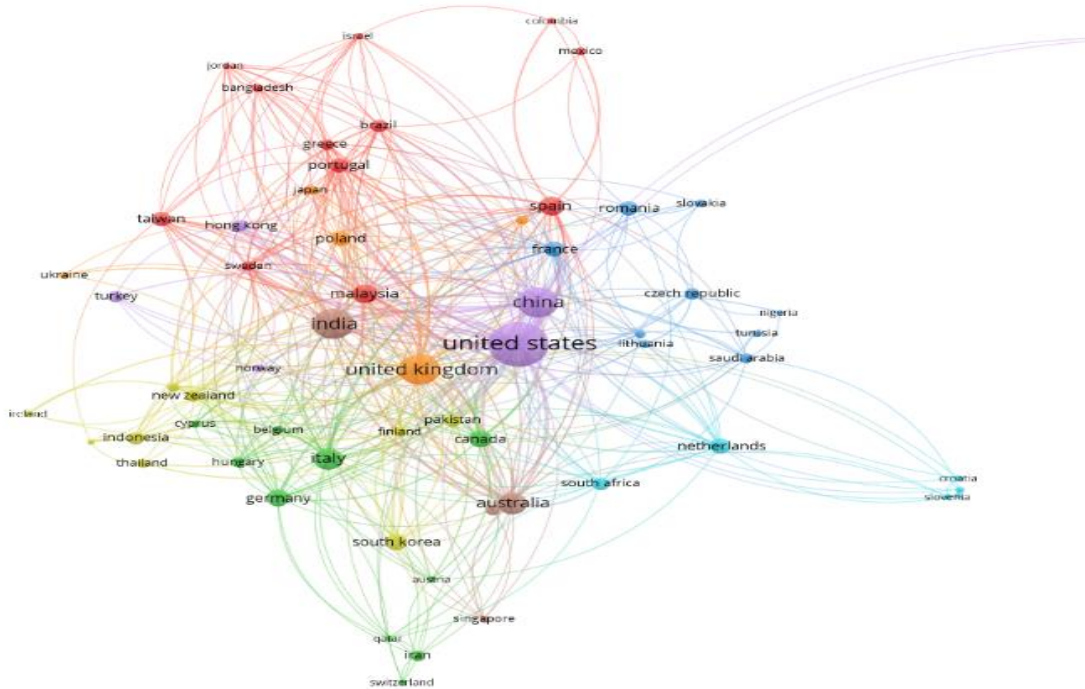 colombia
israel
mexico
jordan
bangladesh
brazil
greece
portugal
japan
spain
romania
slovakia
taiwan
hong kong
poland
france
sweden
ukraine
malaysia
czech republic
turkey
china
nigeria
india
united states
tunisia
lithuania
saudi arabia
norway
united kingdom
new zealand
ireland
cyprus
belgium
finland
pakistan
indonesia
canada
netherlands
thailand
hungary
italy
croatia
south africa
slovenia
germany
australia
south korea
austria
singapore
qatar
iran
switzerland